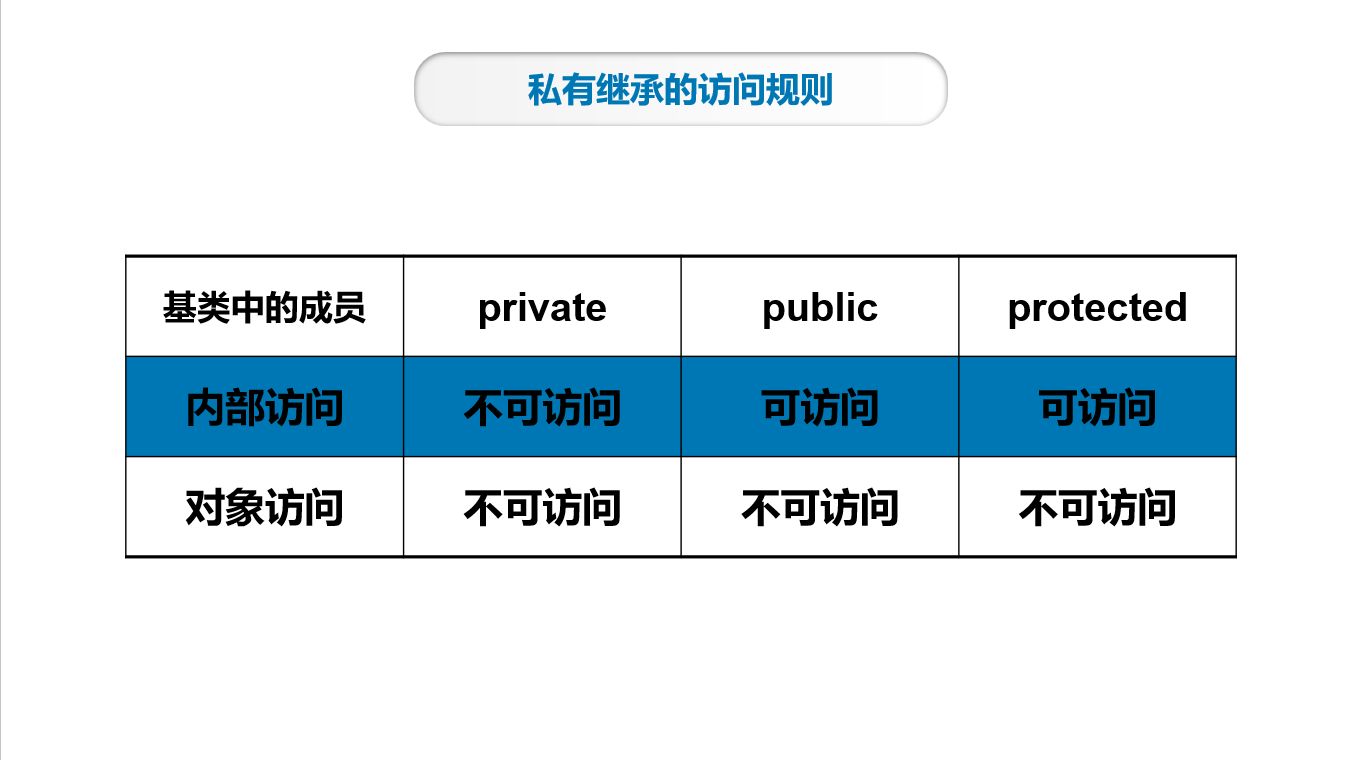 私有继承的访问规则
基类中的成员 private public protected
内部访问 不可访问 可访问 可访问
对象访问 不可访问 不可访问 不可访问